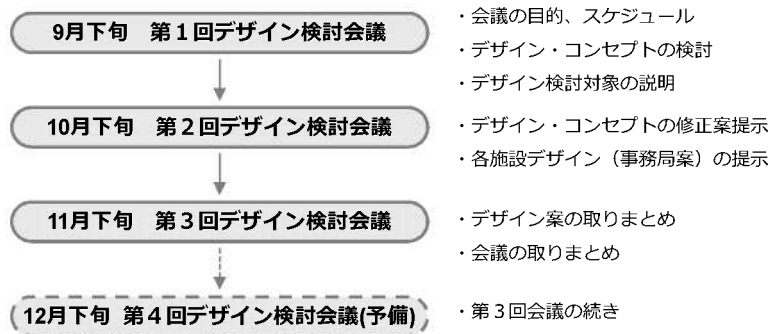 9月下旬　第１回デザイン検討会議
・会議の目的、スケジュール
・デザイン・コンセプトの検討
・デザイン検討対象の説明
10月下旬　第２回デザイン検討会議
・デザイン・コンセプトの修正案提示
・各施設デザイン（事務局案）の提示
11月下旬　第３回デザイン検討会議
・デザイン案の取りまとめ
・会議の取りまとめ
12月下旬 第４回デザイン検討会議(予備)
・第３回会議の続き